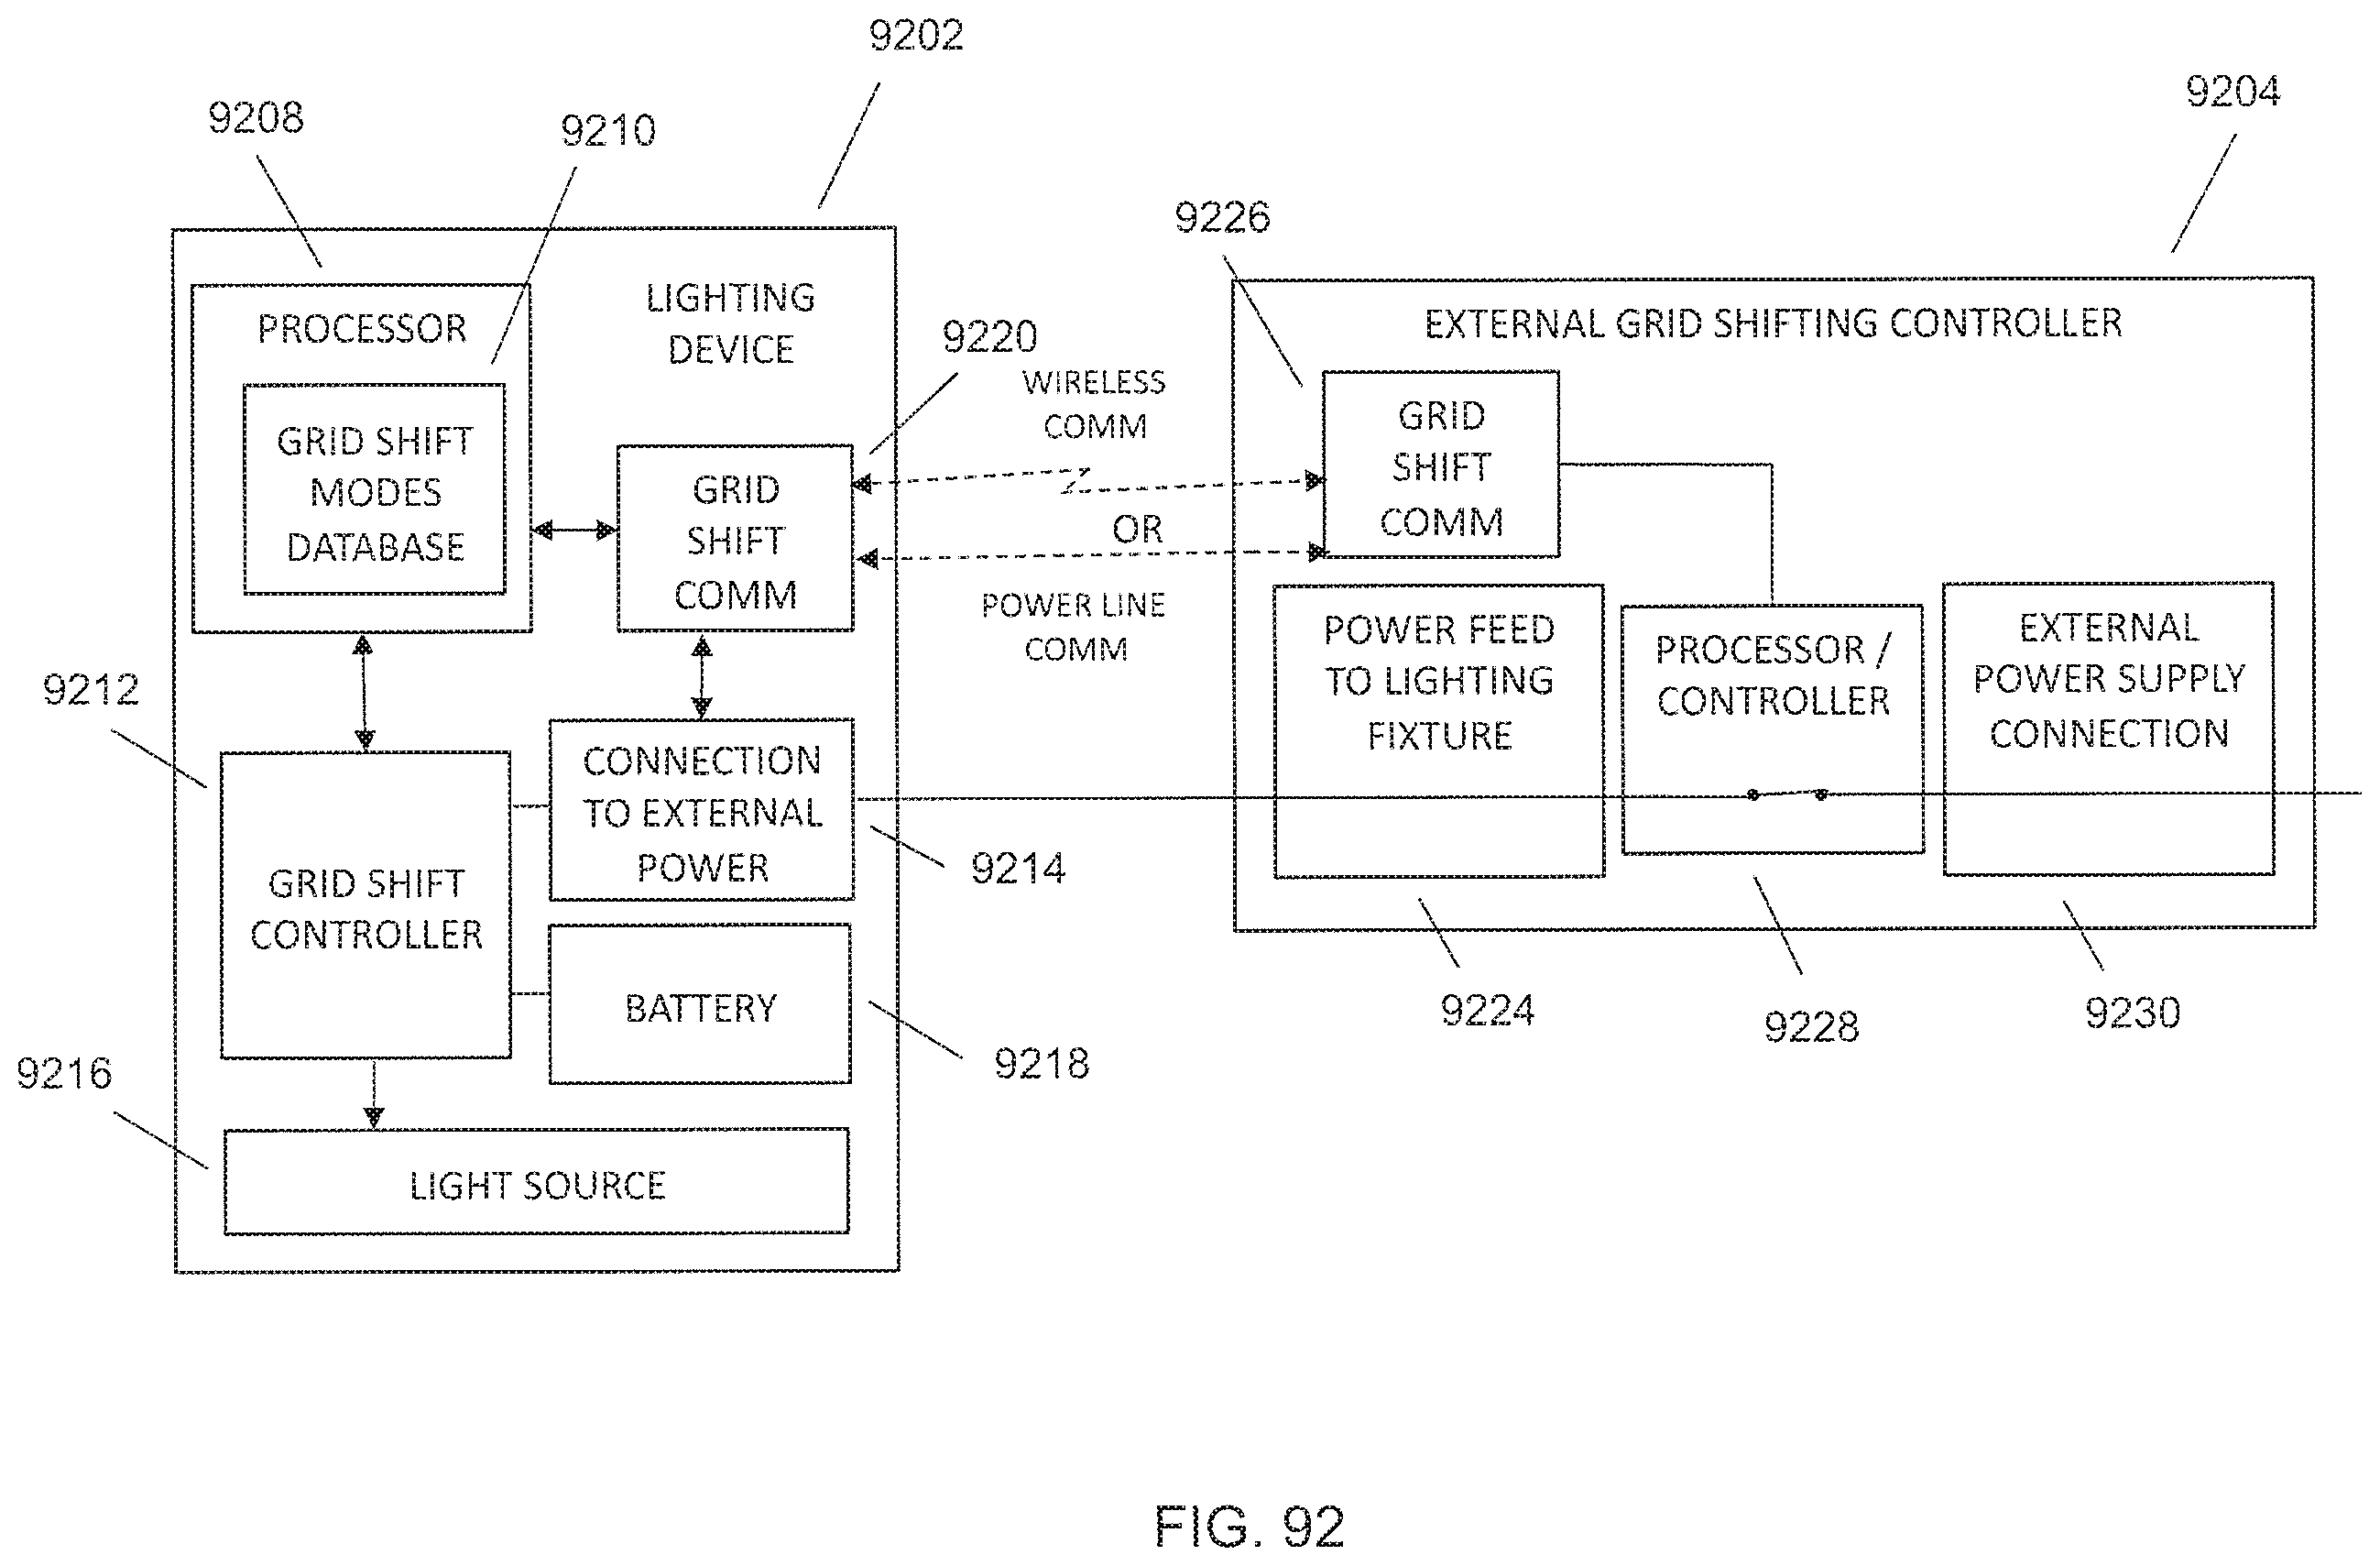 9202
9204
9208
9210
9226
PROCESSOR
LIGHTING
DEVICE
9220
EXTERNAL GRID SHIFTING CONTROLLER
GRID SHIFT
MODES
DATABASE
GRID
SHIFT
COMM
WIRELESS
COMM
OR
POWER LINE
COMM
GRID
SHIFT
COMM
9212
GRID SHIFT
CONTROLLER
CONNECTION
TO EXTERNAL
POWER
9214
POWER FEED
TO LIGHTING
FIXTURE
PROCESSOR /
CONTROLLER
EXTERNAL
POWER SUPPLY
CONNECTION
BATTERY
9218
9224
9228
9230
9216
LIGHT SOURCE
FIG. 92